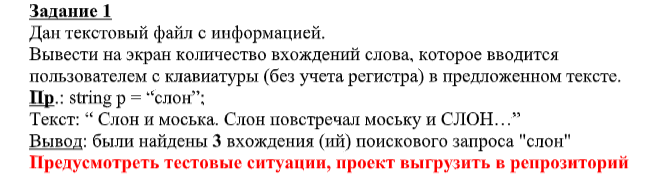 Задание 1
Дан текстовый файл с информацией.
Вывести на экран количество вхождений слова, которое вводится
пользователем с клавиатуры (без учета регистра) в предложенном тексте.
Пр.: string p = “слон”;
Текст: “ Слон и моська. Слон повстречал моську и СЛОН…”
Вывод: были найдены 3 вхождения (ий) поискового запроса "слон"
Предусмотреть тестовые ситуации, проект выгрузить в репрозиторий